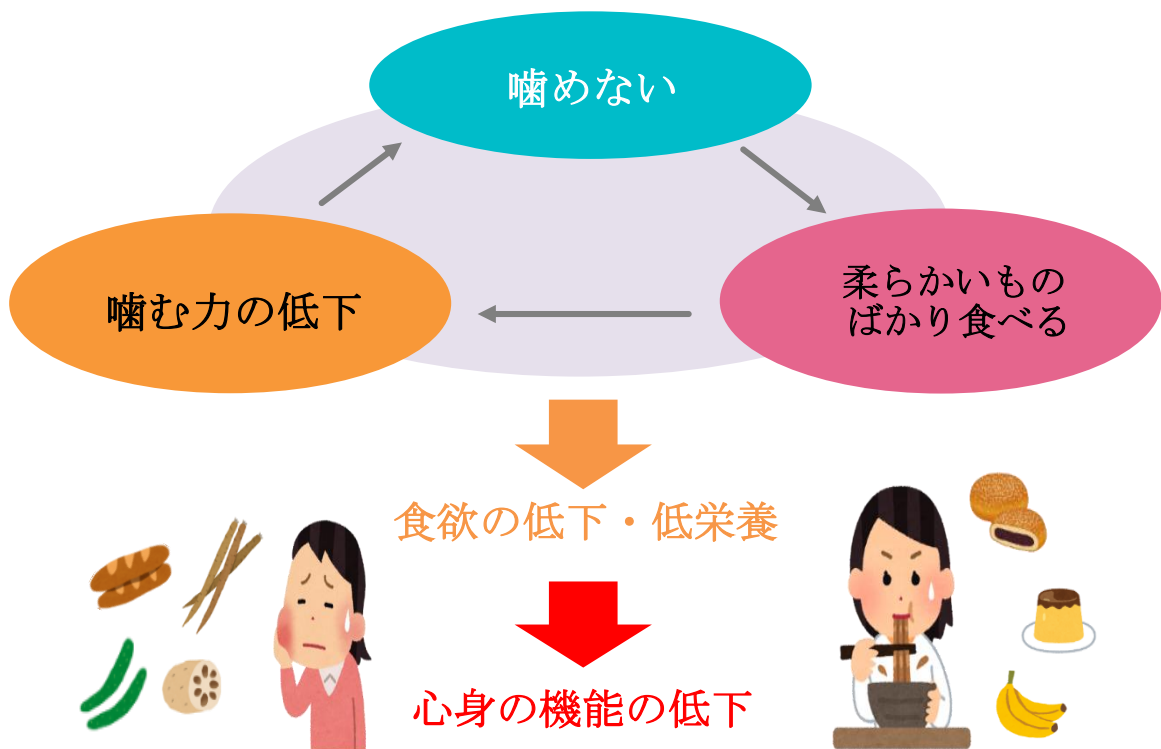 噛めない
噛む力の低下
柔らかいもの
ばかり食べる
食欲の低下・低栄養
心身の機能の低下